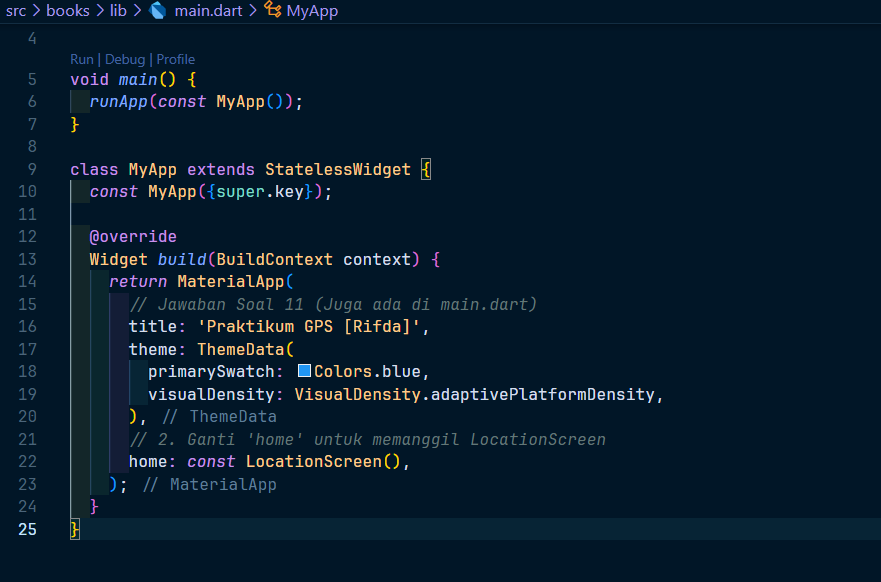 src > books > lib > main.dart > MyApp
4
Run | Debug | Profile
5 void main() {
6   runApp(const MyApp());
7 }
8
9 class MyApp extends StatelessWidget {
10   const MyApp({super.key});
11
12   @override
13   Widget build(BuildContext context) {
14     return MaterialApp(
15       // Jawaban Soal 11 (Juga ada di main.dart)
16       title: 'Praktikum GPS [Rifda]',
17       theme: ThemeData(
18         primarySwatch: Colors.blue,
19         visualDensity: VisualDensity.adaptivePlatformDensity,
20       ), // ThemeData
21       // 2. Ganti 'home' untuk memanggil LocationScreen
22       home: const LocationScreen(),
23     ); // MaterialApp
24   }
25 }